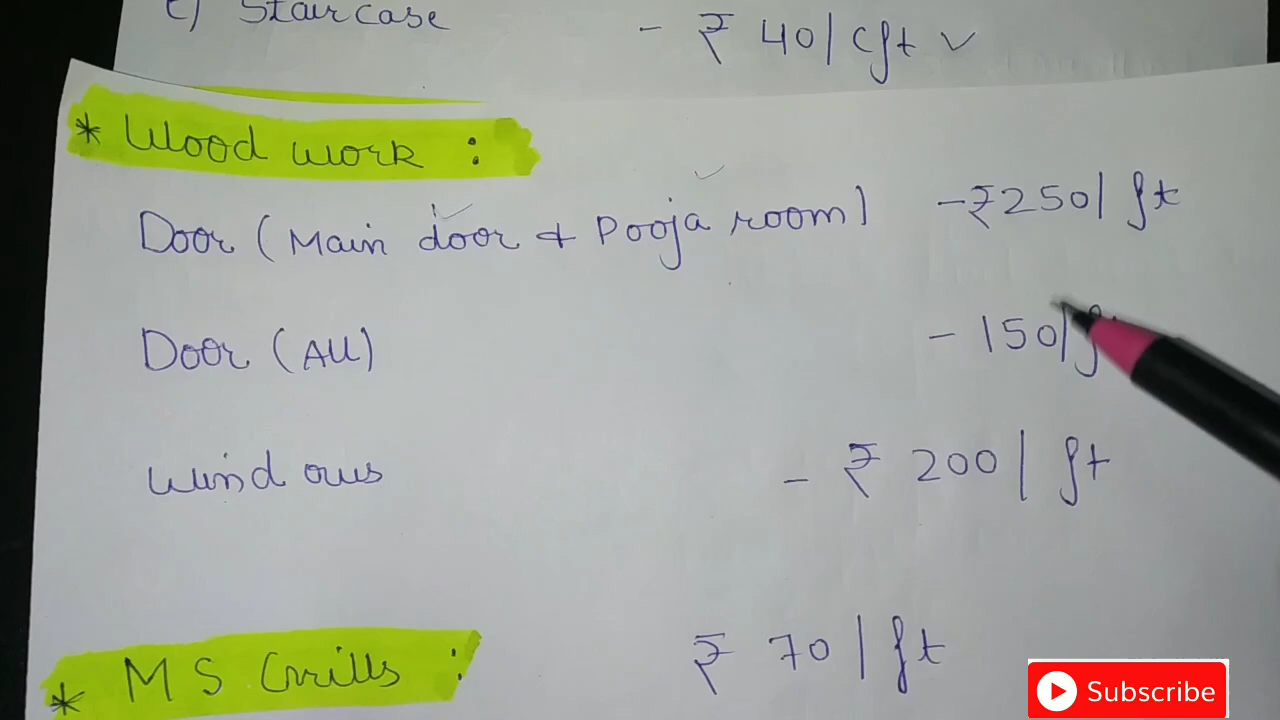 c) Staircase - ₹ 40/cft ✓
* Wood work :
Door (Main door + Pooja room) - ₹250/ft
Door (All) - 150/
Windows - ₹ 200/ft
* MS Grills : ₹ 70/ft
Subscribe